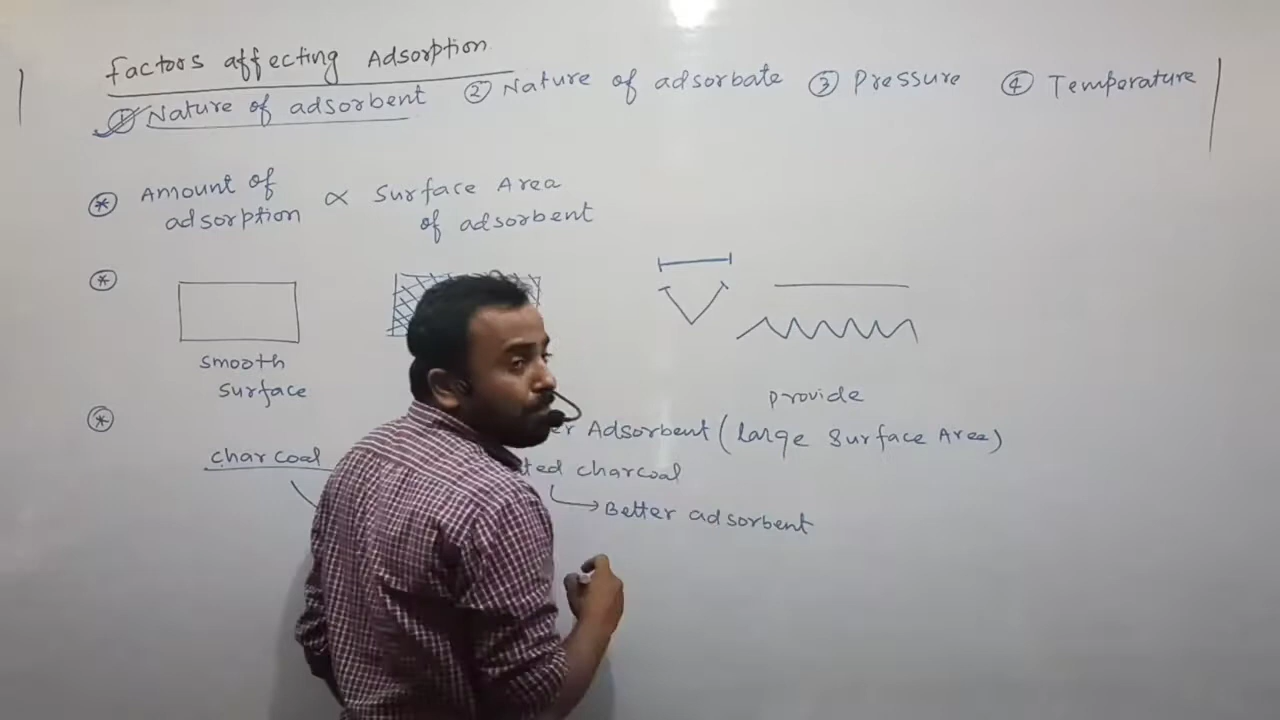 Factors affecting Adsorption
① Nature of adsorbent ② Nature of adsorbate ③ Pressure ④ Temperature
* Amount of adsorption ∝ Surface Area of adsorbent
*
smooth
surface
*
provide
Adsorbent (Large Surface Area)
charcoal charcoal
Better adsorbent